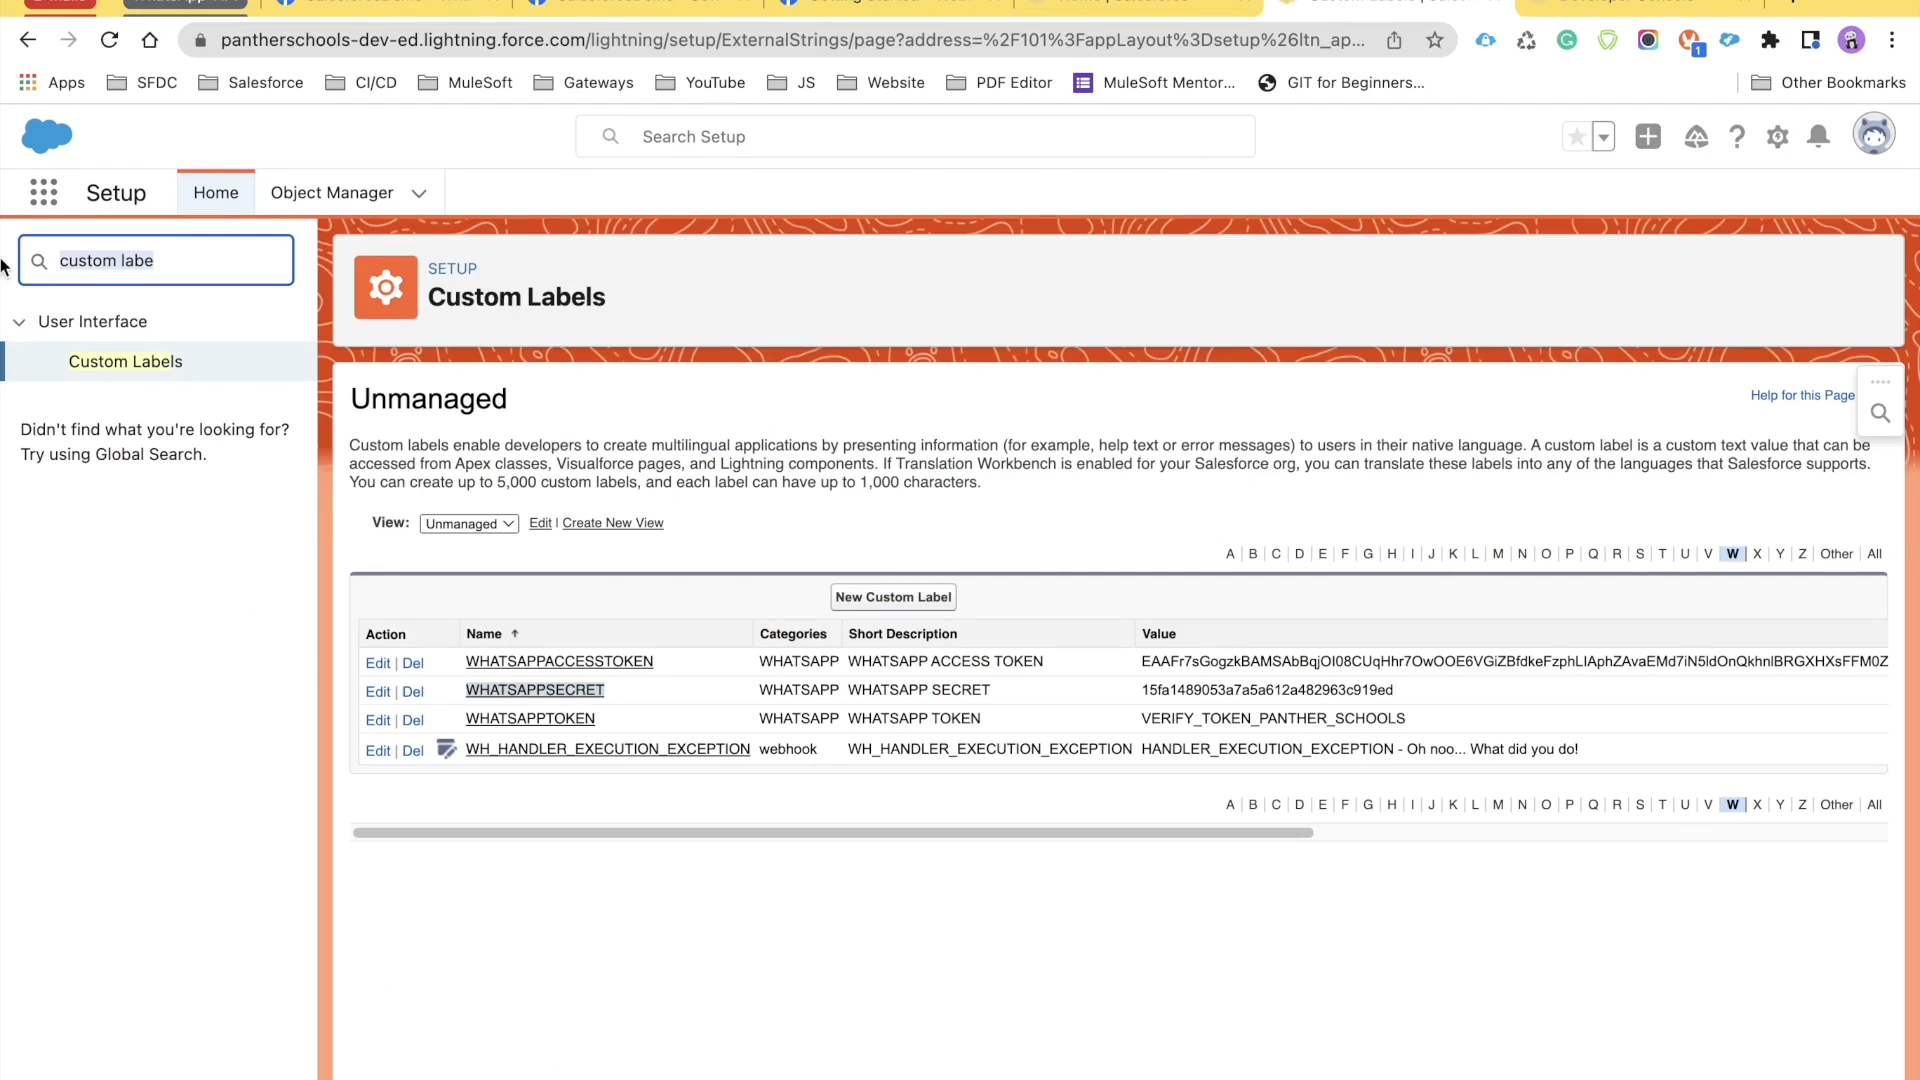 pantherschools-dev-ed.lightning.force.com/lightning/setup/ExternalStrings/page?address=%2F101%3FappLayout%3Dsetup%26ltn_ap...
1
Apps SFDC Salesforce CI/CD MuleSoft Gateways YouTube JS Website PDF Editor MuleSoft Mentor... GIT for Beginners... Other Bookmarks
Search Setup
Setup Home Object Manager
custom labe
User Interface
Custom Labels
Didn't find what you're looking for?
Try using Global Search.
SETUP
Custom Labels
Unmanaged
Help for this Page
Custom labels enable developers to create multilingual applications by presenting information (for example, help text or error messages) to users in their native language. A custom label is a custom text value that can be
accessed from Apex classes, Visualforce pages, and Lightning components. If Translation Workbench is enabled for your Salesforce org, you can translate these labels into any of the languages that Salesforce supports.
You can create up to 5,000 custom labels, and each label can have up to 1,000 characters.
View: Unmanaged Edit | Create New View
A | B | C | D | E | F | G | H | I | J | K | L | M | N | O | P | Q | R | S | T | U | V | W | X | Y | Z | Other | All
New Custom Label
Action Name Categories Short Description Value
Edit | Del WHATSAPPACCESSTOKEN WHATSAPP WHATSAPP ACCESS TOKEN
Edit | Del WHATSAPPSECRET WHATSAPP WHATSAPP SECRET 15fa1489053a7a5a612a482963c919ed
Edit | Del WHATSAPPTOKEN WHATSAPP WHATSAPP TOKEN VERIFY_TOKEN_PANTHER_SCHOOLS
Edit | Del WH_HANDLER_EXECUTION_EXCEPTION webhook WH_HANDLER_EXECUTION_EXCEPTION HANDLER_EXECUTION_EXCEPTION - Oh noo... What did you do!
A | B | C | D | E | F | G | H | I | J | K | L | M | N | O | P | Q | R | S | T | U | V | W | X | Y | Z | Other | All